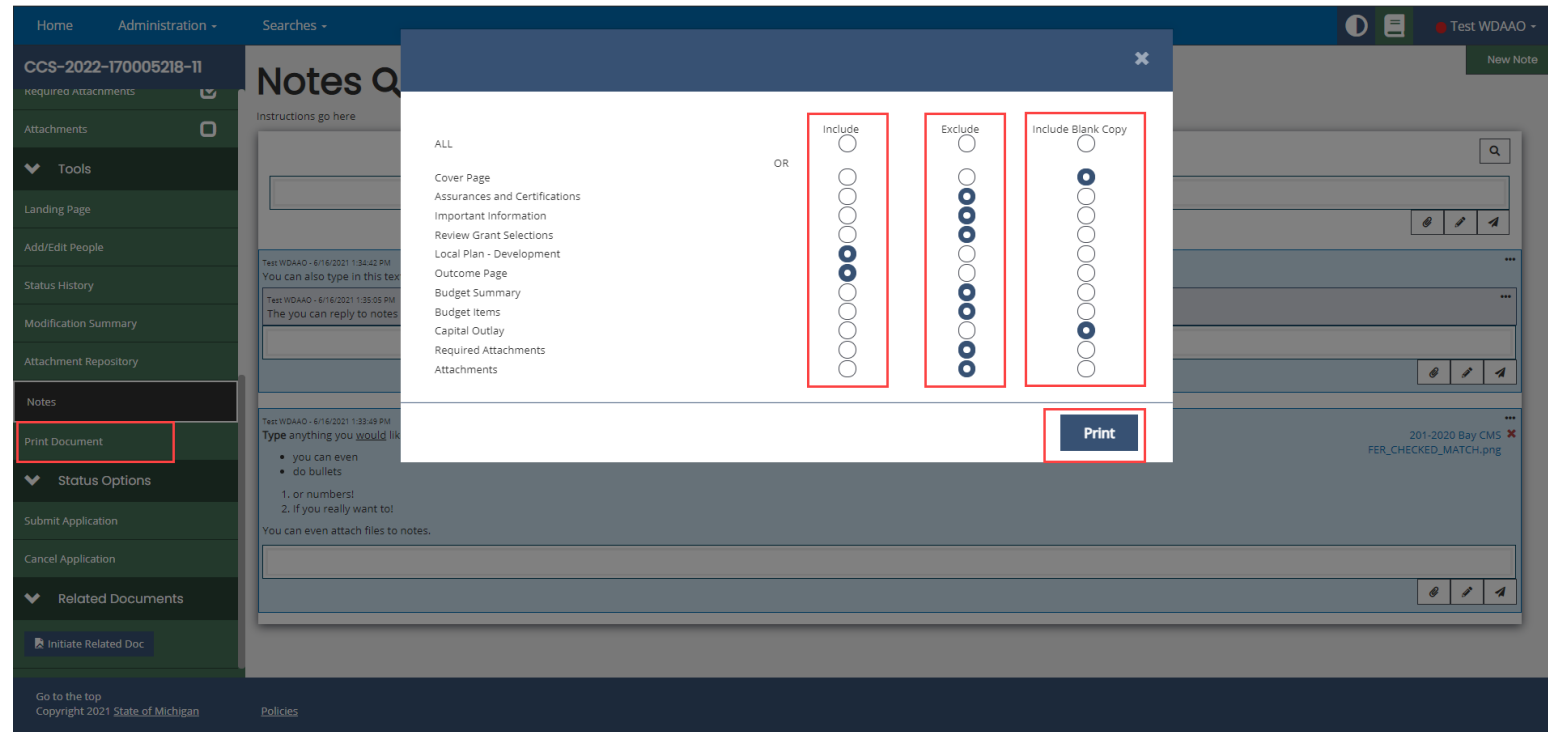 Home Administration Searches Test WDAAO
CCS-2022-170005218-11
Required Attachments
Attachments
Tools
Landing Page
Add/Edit People
Status History
Modification Summary
Attachment Repository
Notes
Print Document
Status Options
Submit Application
Cancel Application
Related Documents
Initiate Related Doc
New Note
Notes
Instructions go here
Include Exclude Include Blank Copy
ALL
OR
Cover Page
Assurances and Certifications
Important Information
Review Grant Selections
Local Plan - Development
Outcome Page
Budget Summary
Budget Items
Capital Outlay
Required Attachments
Attachments
Print
Test WDAAO - 6/16/2021 1:34:42 PM
You can also type in this tex
Test WDAAO - 6/16/2021 1:35:05 PM
The you can reply to notes
Test WDAAO - 6/16/2021 1:33:49 PM
Type anything you would lik
• you can even
• do bullets
1. or numbers!
2. If you really want to!
You can even attach files to notes.
201-2020 Bay CMS
FER_CHECKED_MATCH.png
Go to the top
Copyright 2021 State of Michigan Policies